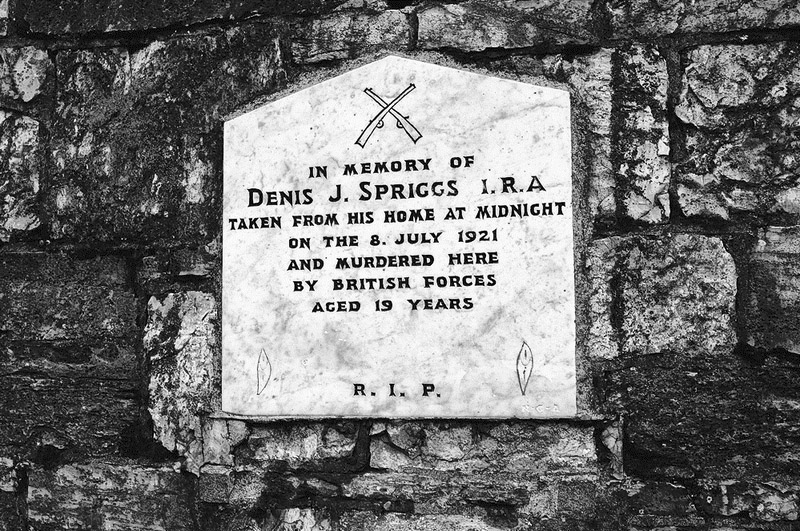 IN MEMORY OF
DENIS J. SPRIGGS I.R.A
TAKEN FROM HIS HOME AT MIDNIGHT
ON THE 8. JULY 1921
AND MURDERED HERE
BY BRITISH FORCES
AGED 19 YEARS
R. I. P.